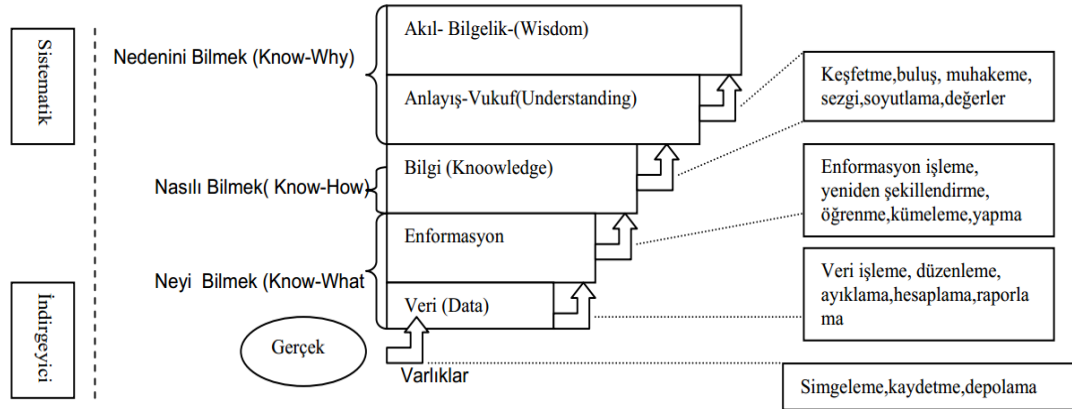 Sistematik
İndirgeyici
Nedenini Bilmek (Know-Why)
Nasılı Bilmek( Know-How)
Neyi Bilmek (Know-What
Gerçek
Akıl- Bilgelik-(Wisdom)
Anlayış-Vukuf(Understanding)
Bilgi (Knoowledge)
Enformasyon
Veri (Data)
Varlıklar
Keşfetme,buluş, muhakeme,
sezgi,soyutlama,değerler
Enformasyon işleme,
yeniden şekillendirme,
öğrenme,kümeleme,yapma
Veri işleme, düzenleme,
ayıklama,hesaplama,raporla
ma
Simgeleme,kaydetme,depolama